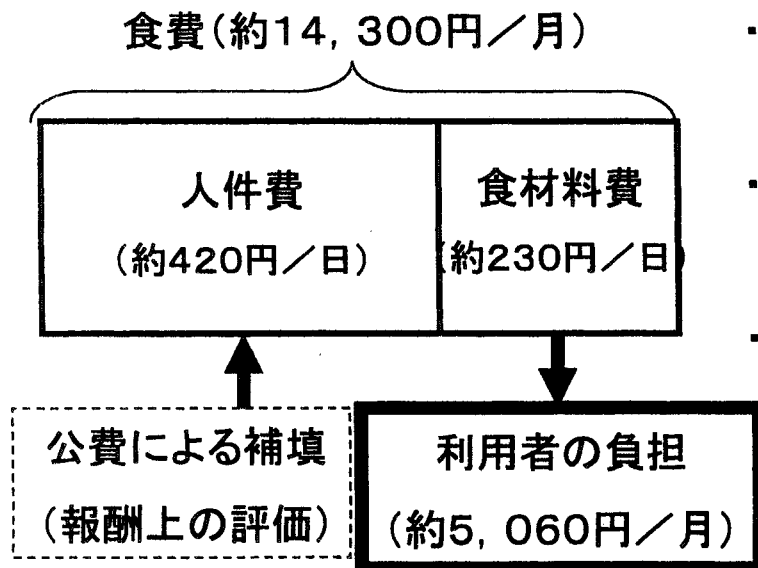 食費(約14,300円/月)
人件費
(約420円/日)
食材料費
(約230円/日)
公費による補填
(報酬上の評価)
利用者の負担
(約5,060円/月)